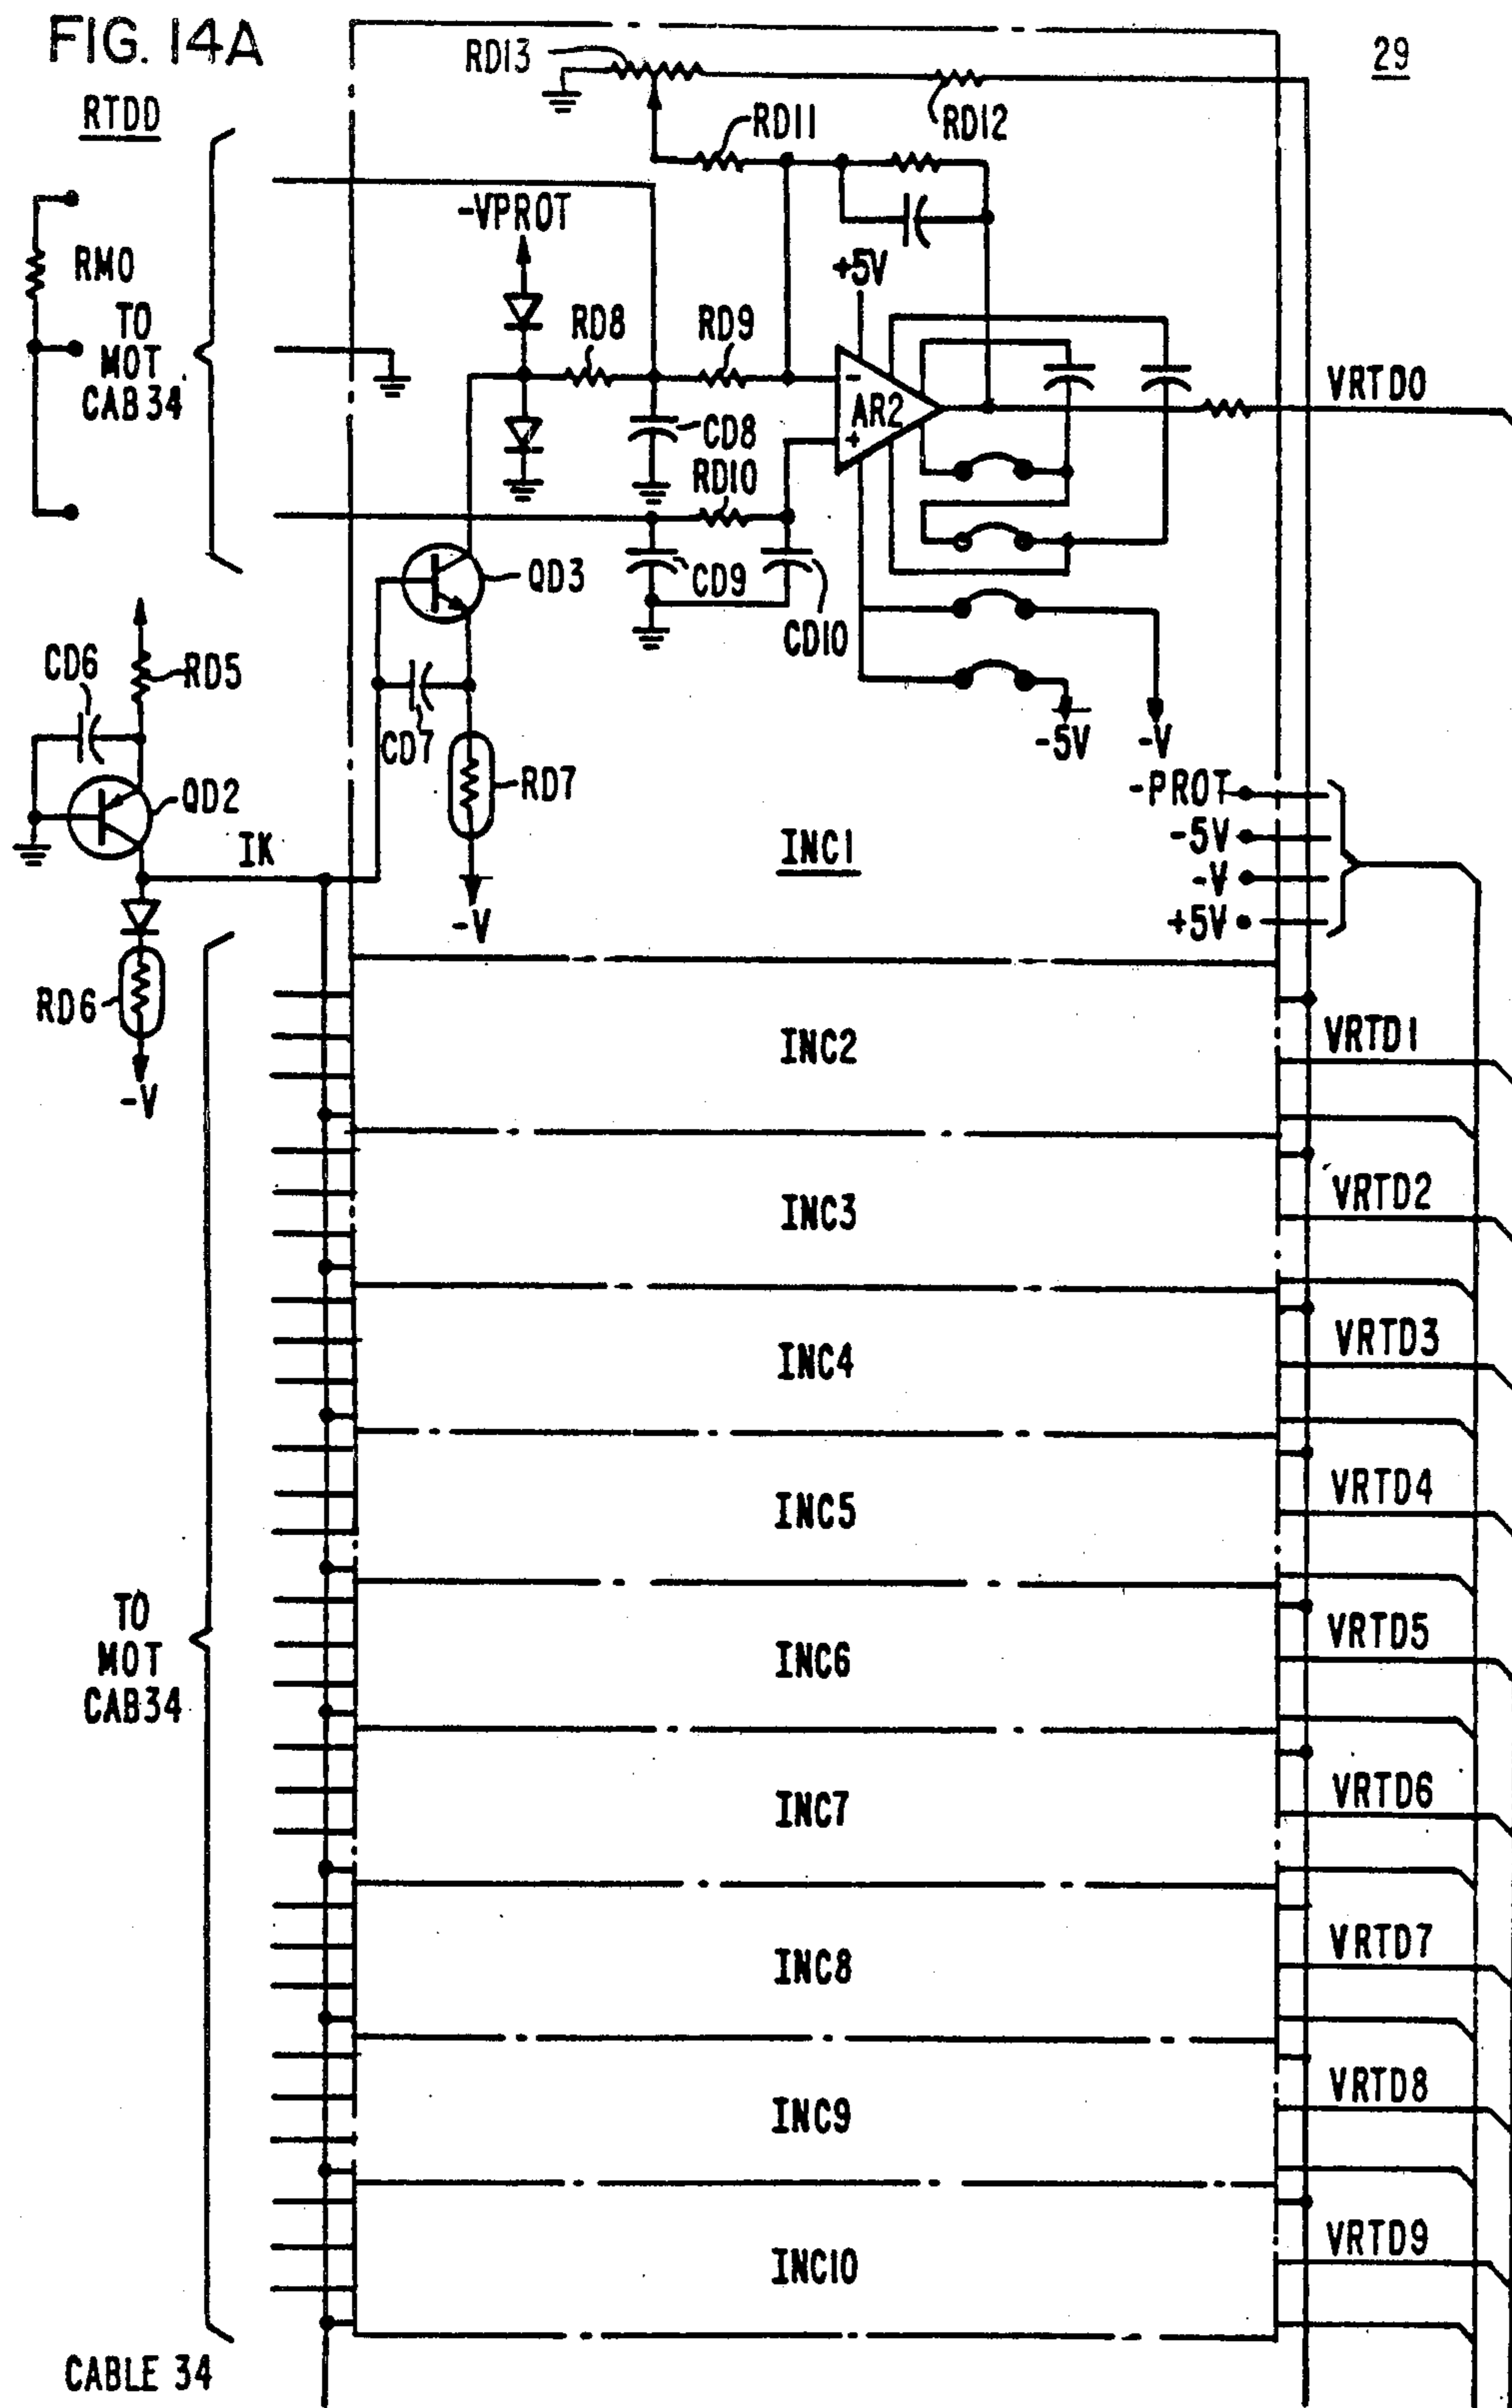 FIG. 14A
29
RTDD
RD13
RD12
RD11
-VPROT
+5V
RM0
TO
MOT
CAB34
RD8
RD9
-
AR2
+
VRTD0
CD8
RD10
QD3
CD9
CD10
CD6
RD5
CD7
-5V
-V
QD2
RD7
-PROT
IK
INC1
-5V
-V
-V
+5V
RD6
-V
INC2
VRTD1
INC3
VRTD2
INC4
VRTD3
INC5
VRTD4
TO
MOT
CAB34
INC6
VRTD5
INC7
VRTD6
INC8
VRTD7
INC9
VRTD8
INC10
VRTD9
CABLE 34